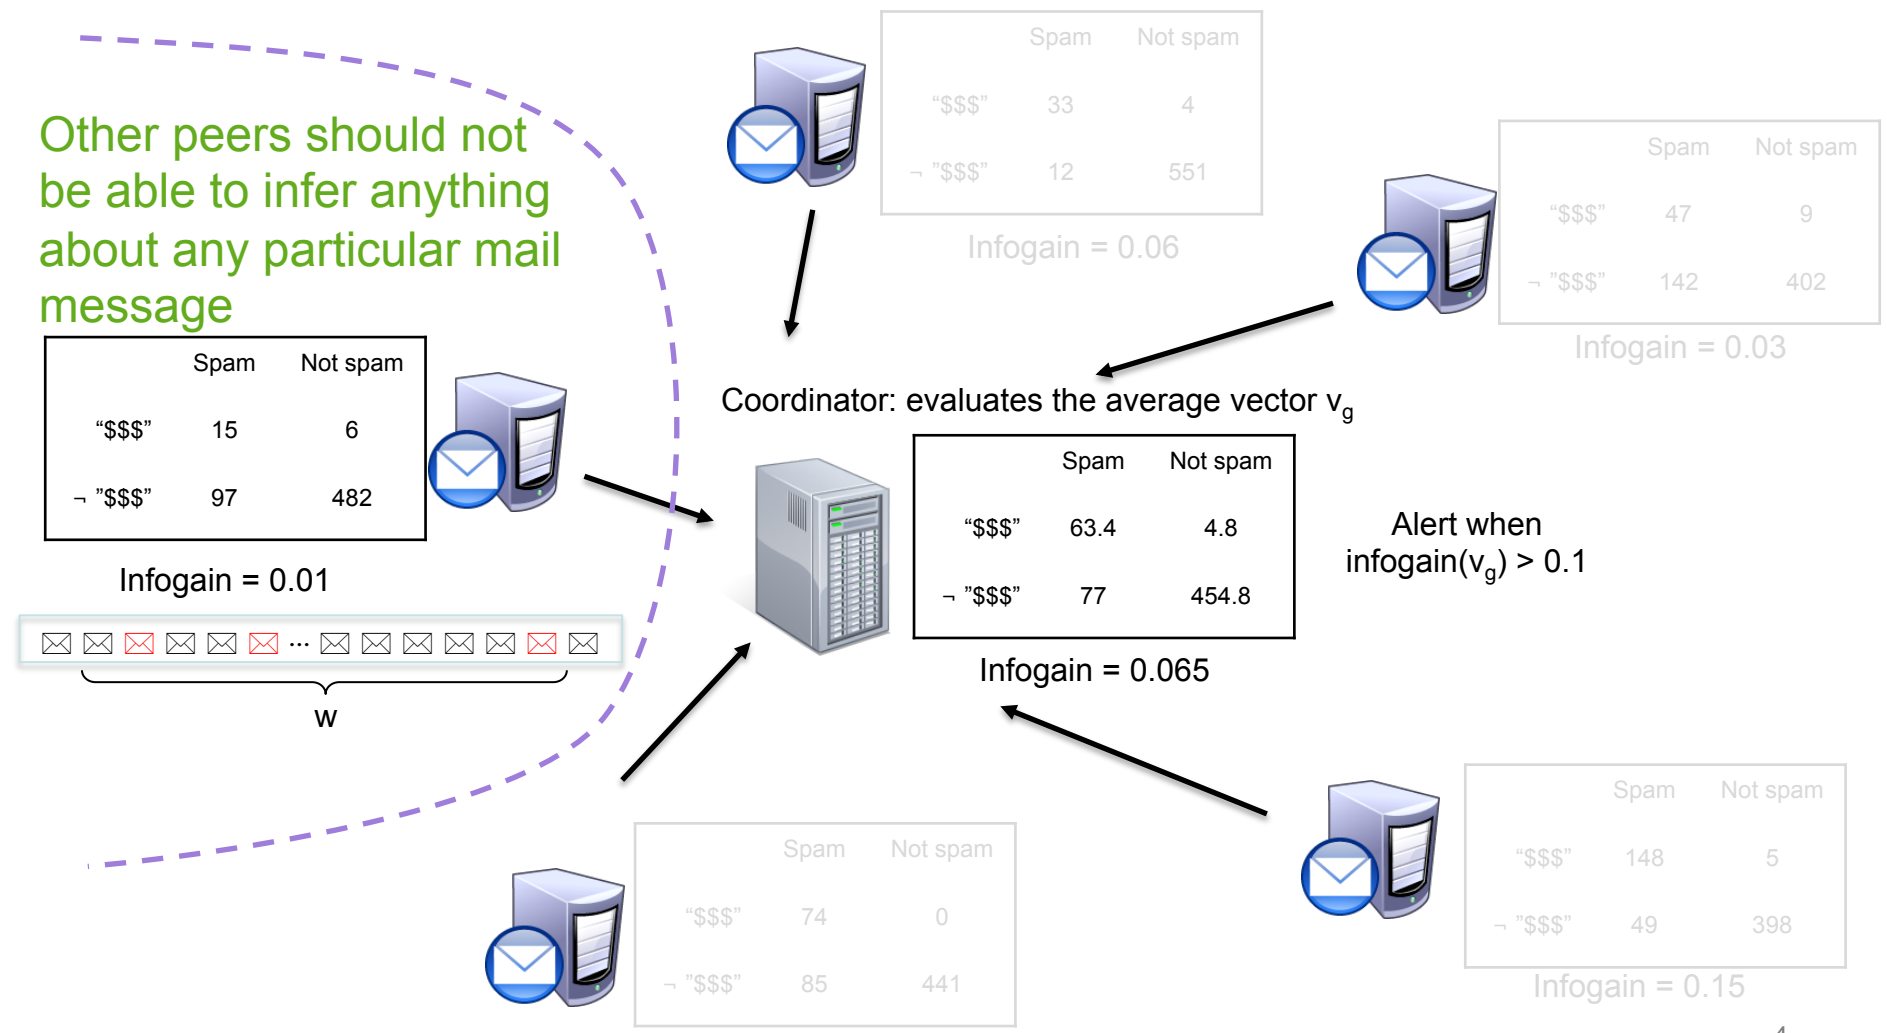 Other peers should not
be able to infer anything
about any particular mail
message
Spam Not spam
“$$$” 15 6
¬ ”$$$” 97 482
Infogain = 0.01
...
w
Spam Not spam
“$$$” 33 4
¬ ”$$$” 12 551
Infogain = 0.06
Spam Not spam
“$$$” 47 9
¬ ”$$$” 142 402
Infogain = 0.03
Coordinator: evaluates the average vector vg
Spam Not spam
“$$$” 63.4 4.8
¬ ”$$$” 77 454.8
Infogain = 0.065
Alert when
infogain(vg) > 0.1
Spam Not spam
“$$$” 74 0
¬ ”$$$” 85 441
Spam Not spam
“$$$” 148 5
¬ ”$$$” 49 398
Infogain = 0.15